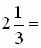 2 1/3 =